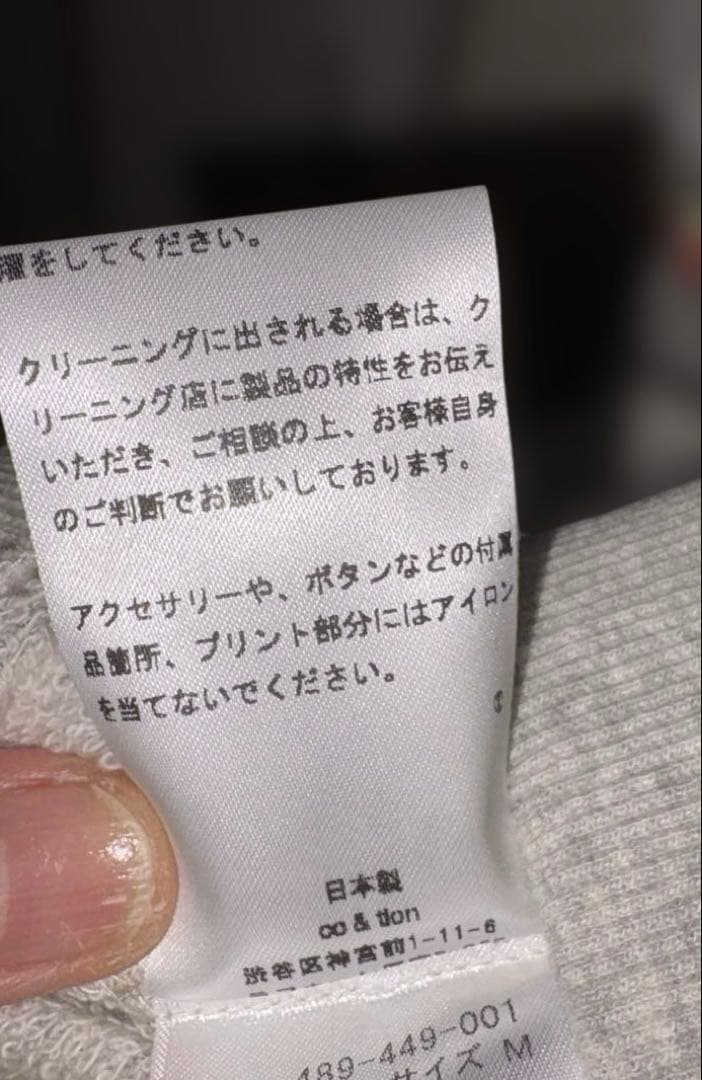 濯をしてください。
クリーニングに出される場合は、ク
リーニング店に製品の特性をお伝え
いただき、ご相談の上、お客様自身
のご判断でお願いしております。
アクセサリーや、ボタンなどの付属
品箇所、プリント部分にはアイロン
を当てないでください。
日本製
co & tion
渋谷区神宮前1-11-6
489-449-001
サイズ M